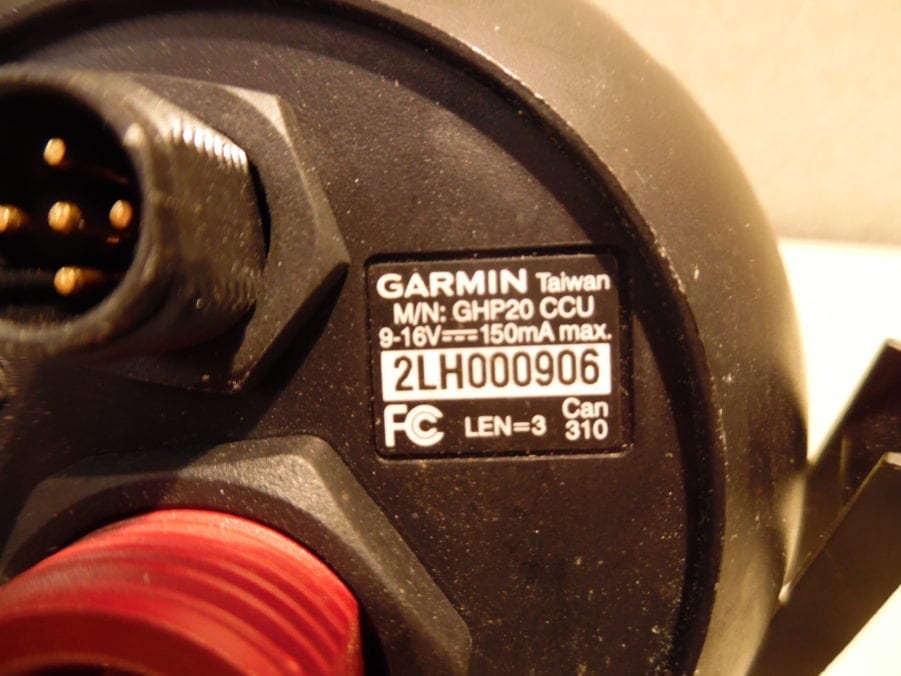 GARMIN Taiwan
M/N: GHP20 CCU
9-16V⎓150mA max.
2LH000906
FC LEN=3 Can 310